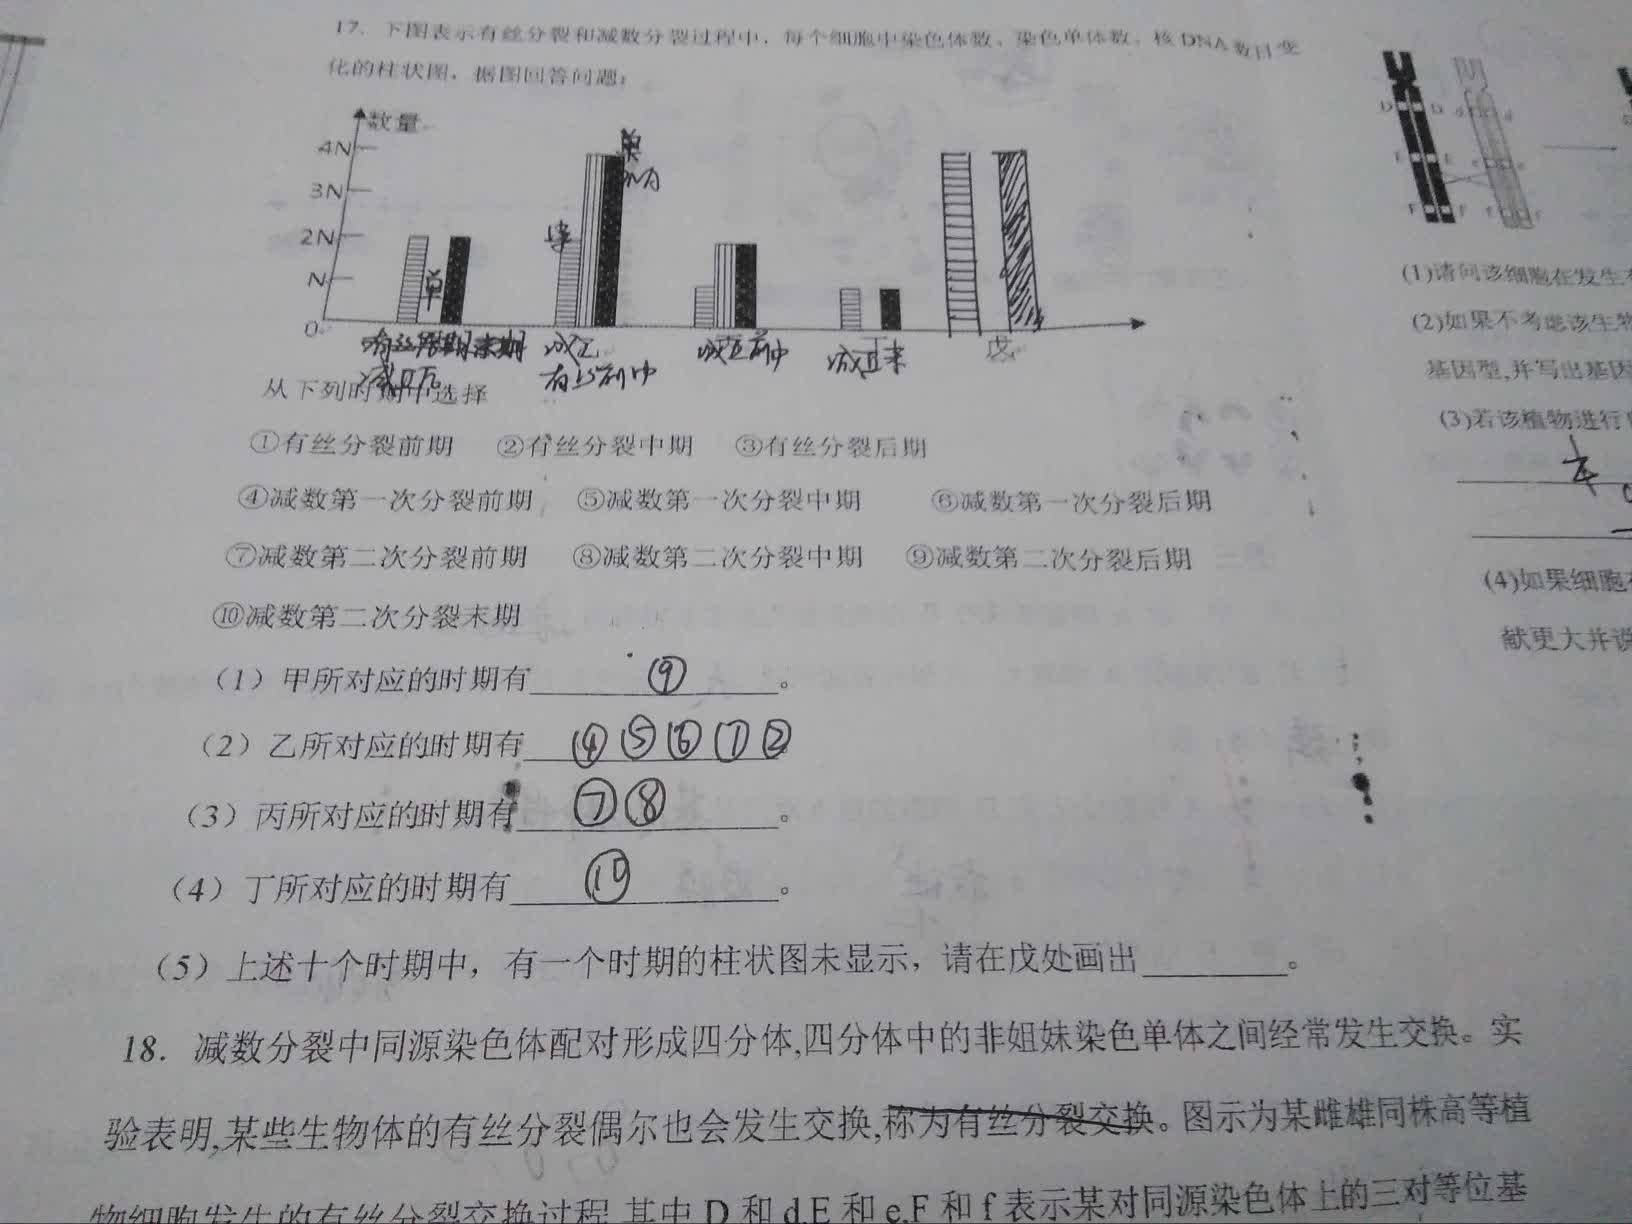 17. 下图表示有丝分裂和减数分裂过程中，每个细胞中染色体数、染色单体数、核DNA数目变
化的柱状图，据图回答问题：
数量
4N
3N
2N
N
0
单
单
有丝 末期
减Ⅱ后
减Ⅰ
有丝前中
减Ⅱ前中
减Ⅱ末
戊
从下列时期中选择
①有丝分裂前期 ②有丝分裂中期 ③有丝分裂后期
④减数第一次分裂前期 ⑤减数第一次分裂中期 ⑥减数第一次分裂后期
⑦减数第二次分裂前期 ⑧减数第二次分裂中期 ⑨减数第二次分裂后期
⑩减数第二次分裂末期
（1）甲所对应的时期有 ⑨ 。
（2）乙所对应的时期有 ④⑤⑥①② 。
（3）丙所对应的时期有 ⑦⑧ 。
（4）丁所对应的时期有 ⑩ 。
（5）上述十个时期中，有一个时期的柱状图未显示，请在戊处画出 。
18. 减数分裂中同源染色体配对形成四分体,四分体中的非姐妹染色单体之间经常发生交换。实
验表明,某些生物体的有丝分裂偶尔也会发生交换,称为有丝分裂交换。图示为某雌雄同株高等植
物细胞发生的有丝分裂交换过程,其中D和d,E和e,F和f表示某对同源染色体上的三对等位基
D D d d
E E e e
F F f f
(1)请问该细胞在发生有
(2)如果不考虑该生物
基因型,并写出基因
(3)若该植物进行
(4)如果细胞
献更大并说